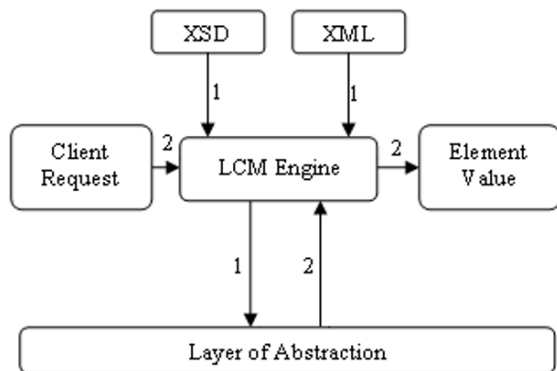 XSD
XML
1
1
Client
Request
2
LCM Engine
2
Element
Value
1
2
Layer of Abstraction